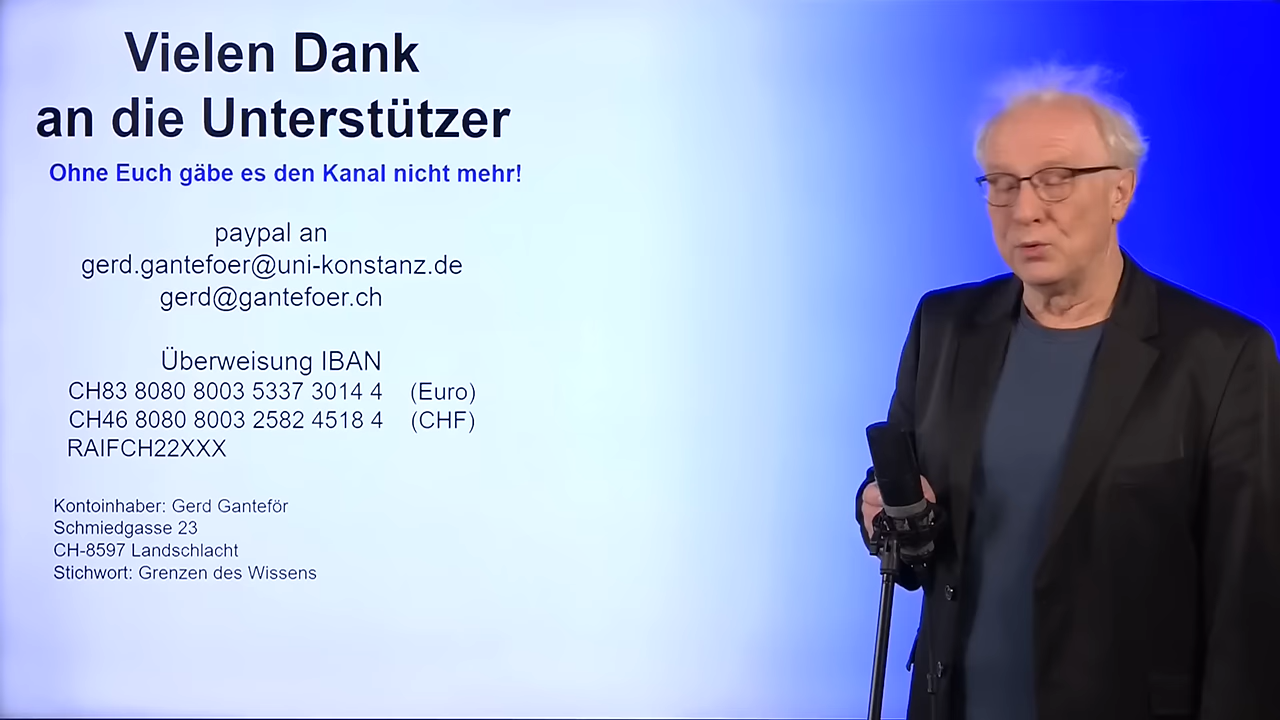 Vielen Dank
an die Unterstützer
Ohne Euch gäbe es den Kanal nicht mehr!
paypal an
gerd.gantefoer@uni-konstanz.de
gerd@gantefoer.ch
Überweisung IBAN
CH83 8080 8003 5337 3014 4 (Euro)
CH46 8080 8003 2582 4518 4 (CHF)
RAIFCH22XXX
Kontoinhaber: Gerd Ganteför
Schmiedgasse 23
CH-8597 Landschlacht
Stichwort: Grenzen des Wissens